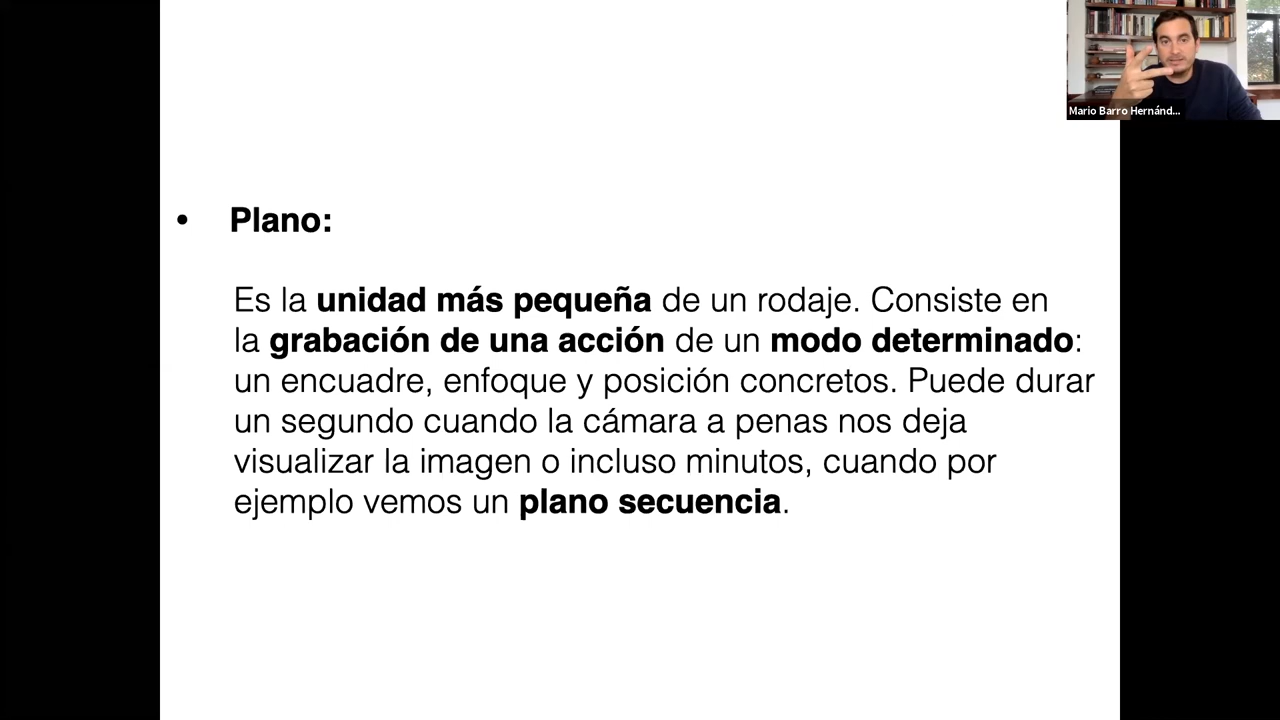 Mario Barro Hernánd...
• Plano:
Es la unidad más pequeña de un rodaje. Consiste en
la grabación de una acción de un modo determinado:
un encuadre, enfoque y posición concretos. Puede durar
un segundo cuando la cámara a penas nos deja
visualizar la imagen o incluso minutos, cuando por
ejemplo vemos un plano secuencia.